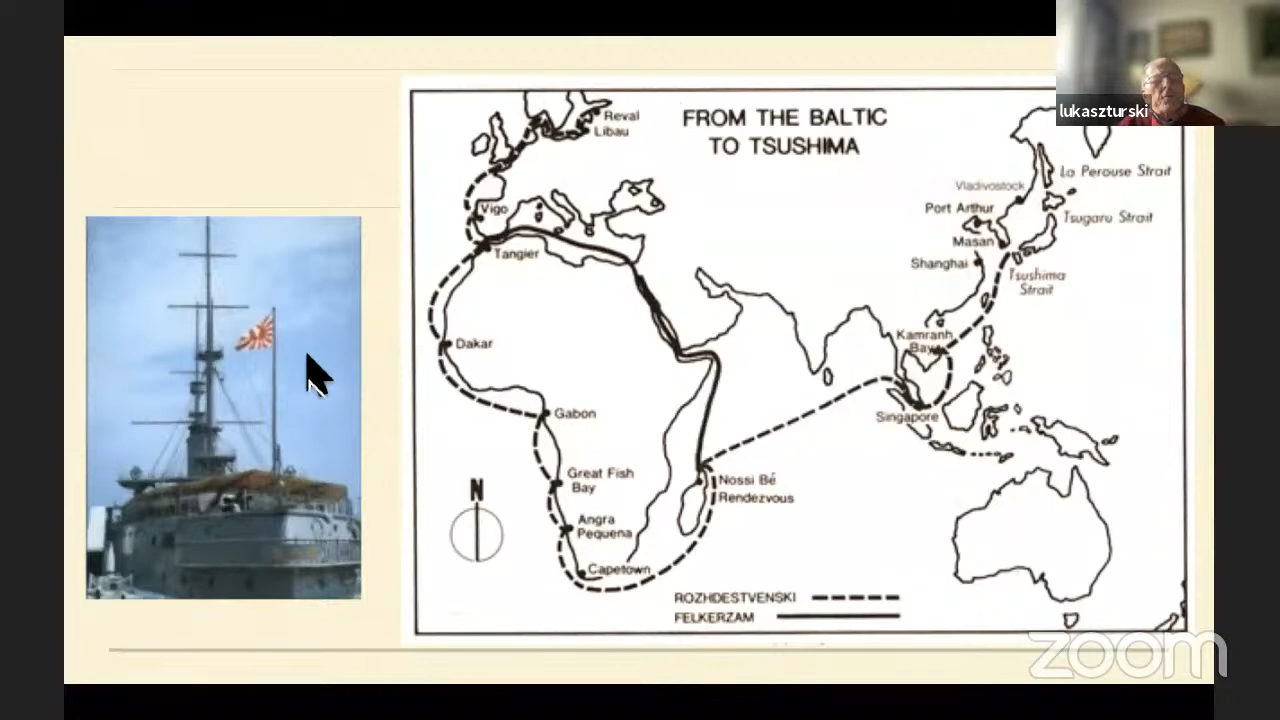 lukaszturski
FROM THE BALTIC
TO TSUSHIMA
Reval
Libau
La Perouse Strait
Vladivostock
Port Arthur
Tsugaru Strait
Vigo
Masan
Tangier
Shanghai
Tsushima
Strait
Dakar
Kamranh
Bay
Gabon
Singapore
Great Fish
Bay
Nossi Bé
Rendezvous
N
Angra
Pequena
Capetown
ROZHDESTVENSKI
FELKERZAM
zoom